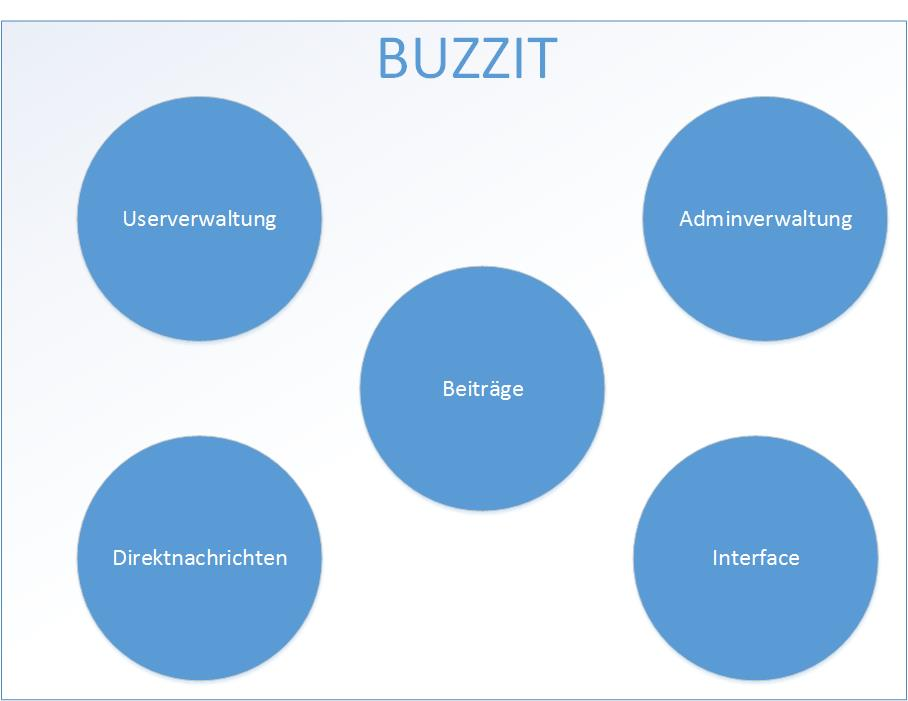 BUZZIT
Userverwaltung
Adminverwaltung
Beiträge
Direktnachrichten
Interface